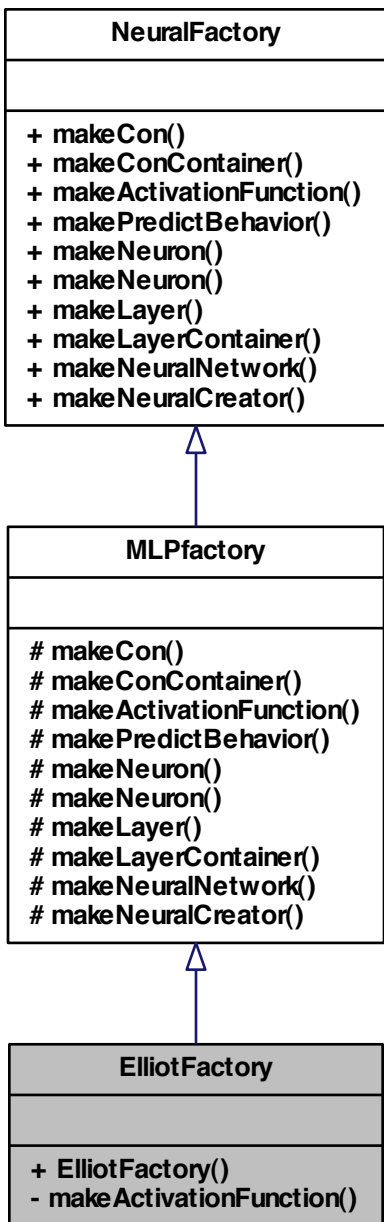 NeuralFactory
+ makeCon()
+ makeConContainer()
+ makeActivationFunction()
+ makePredictBehavior()
+ makeNeuron()
+ makeNeuron()
+ makeLayer()
+ makeLayerContainer()
+ makeNeuralNetwork()
+ makeNeuralCreator()
MLPfactory
# makeCon()
# makeConContainer()
# makeActivationFunction()
# makePredictBehavior()
# makeNeuron()
# makeNeuron()
# makeLayer()
# makeLayerContainer()
# makeNeuralNetwork()
# makeNeuralCreator()
ElliotFactory
+ ElliotFactory()
- makeActivationFunction()